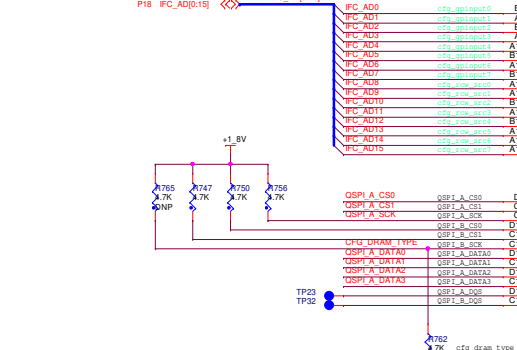 P18 IFC_AD[0:15]
IFC_AD0 cfg_gpinput0
IFC_AD1 cfg_gpinput1
IFC_AD2 cfg_gpinput2
IFC_AD3 cfg_gpinput3
IFC_AD4 cfg_gpinput4
IFC_AD5 cfg_gpinput5
IFC_AD6 cfg_gpinput6
IFC_AD7 cfg_gpinput7
IFC_AD8 cfg_rcw_src0
IFC_AD9 cfg_rcw_src1
IFC_AD10 cfg_rcw_src2
IFC_AD11 cfg_rcw_src3
IFC_AD12 cfg_rcw_src4
IFC_AD13 cfg_rcw_src5
IFC_AD14 cfg_rcw_src6
IFC_AD15 cfg_rcw_src7
+1_8V
R765 R747 R750 R756
4.7K 4.7K 4.7K 4.7K
DNP
QSPI_A_CS0 QSPI_A_CS0
QSPI_A_CS1 QSPI_A_CS1
QSPI_A_SCK QSPI_A_SCK
QSPI_B_CS0
QSPI_B_CS1
CFG_DRAM_TYPE QSPI_B_SCK
QSPI_A_DATA0 QSPI_A_DATA0
QSPI_A_DATA1 QSPI_A_DATA1
QSPI_A_DATA2 QSPI_A_DATA2
QSPI_A_DATA3 QSPI_A_DATA3
TP23 QSPI_A_DQS
TP32 QSPI_B_DQS
R762
4.7K cfg_dram_type